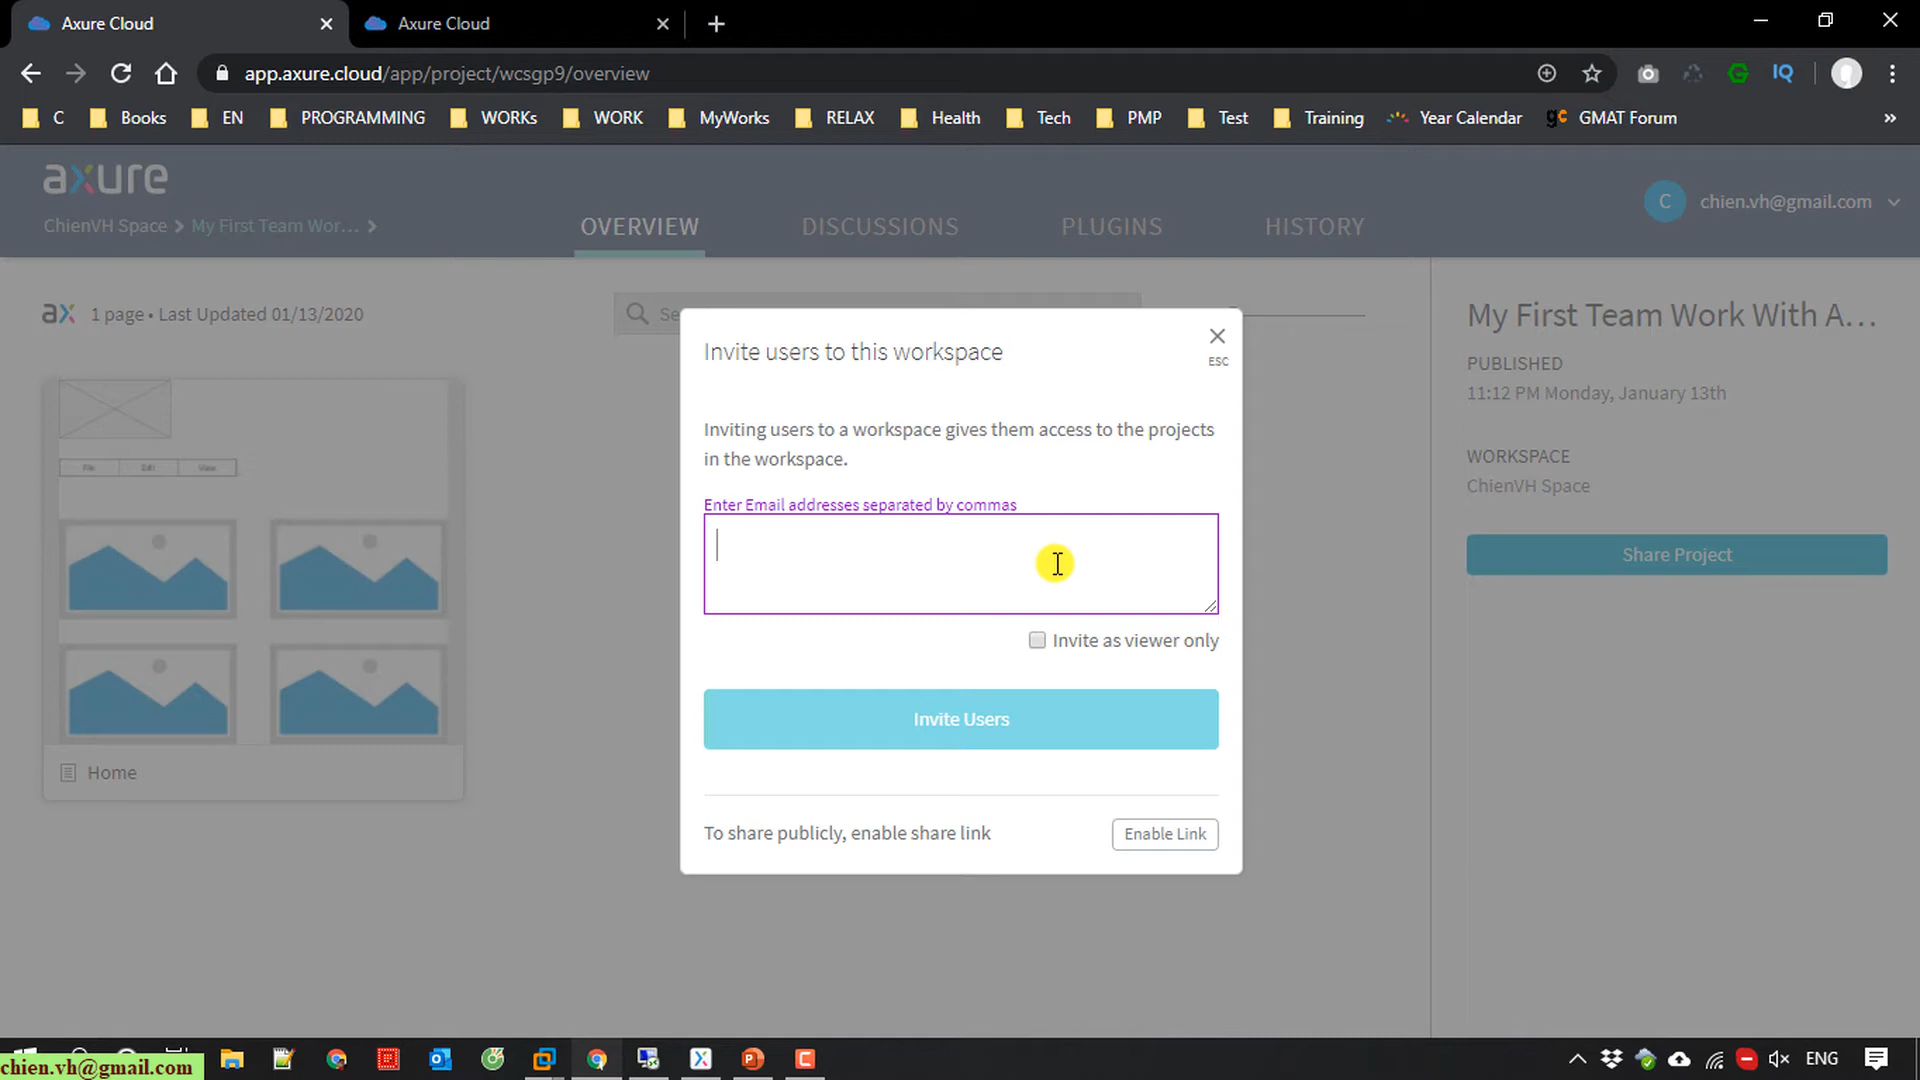 Axure Cloud
Axure Cloud
app.axure.cloud/app/project/wcsgp9/overview
C Books EN PROGRAMMING WORKs WORK MyWorks RELAX Health Tech PMP Test Training Year Calendar GMAT Forum
axure
ChienVH Space > My First Team Wor... >
OVERVIEW DISCUSSIONS PLUGINS HISTORY
C chien.vh@gmail.com
ax 1 page • Last Updated 01/13/2020
Se
File Edit View
Home
Invite users to this workspace
ESC
Inviting users to a workspace gives them access to the projects
in the workspace.
Enter Email addresses separated by commas
Invite as viewer only
Invite Users
To share publicly, enable share link
Enable Link
My First Team Work With A...
PUBLISHED
11:12 PM Monday, January 13th
WORKSPACE
ChienVH Space
Share Project
chien.vh@gmail.com
ENG